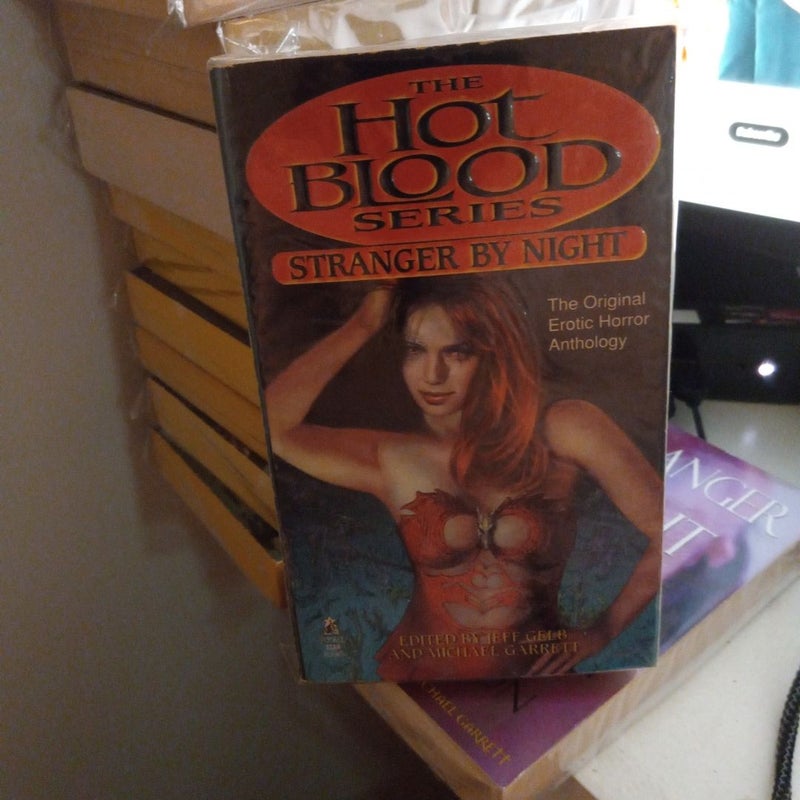 THE
HOT
BLOOD
SERIES
STRANGER BY NIGHT
The Original
Erotic Horror
Anthology
EDITED BY JEFF GELB
AND MICHAEL GARRETT
Subscribe
ANGER
HT
CHAEL GARRETT